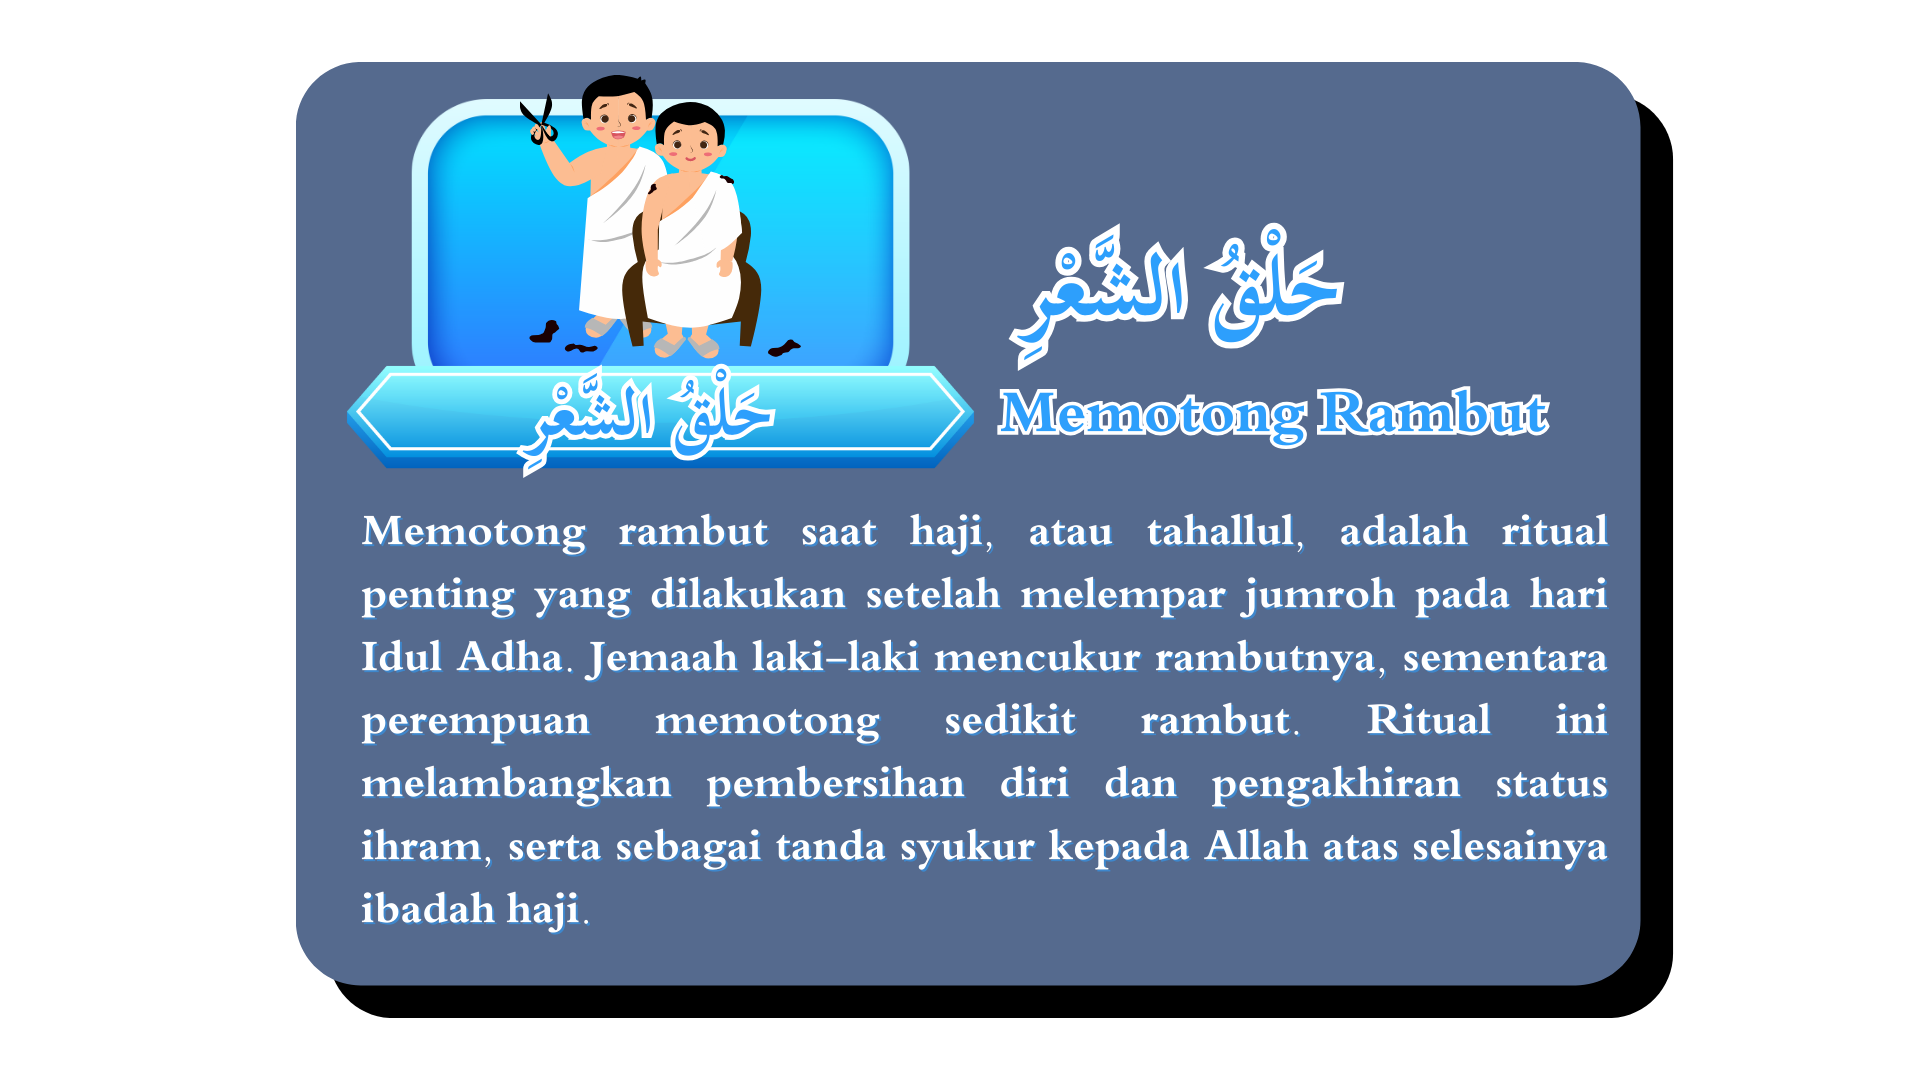 حَلْقُ الشَّعْرِ
حَلْقُ الشَّعْرِ
Memotong Rambut
Memotong rambut saat haji, atau tahallul, adalah ritual
penting yang dilakukan setelah melempar jumroh pada hari
Idul Adha. Jemaah laki-laki mencukur rambutnya, sementara
perempuan memotong sedikit rambut. Ritual ini
melambangkan pembersihan diri dan pengakhiran status
ihram, serta sebagai tanda syukur kepada Allah atas selesainya
ibadah haji.